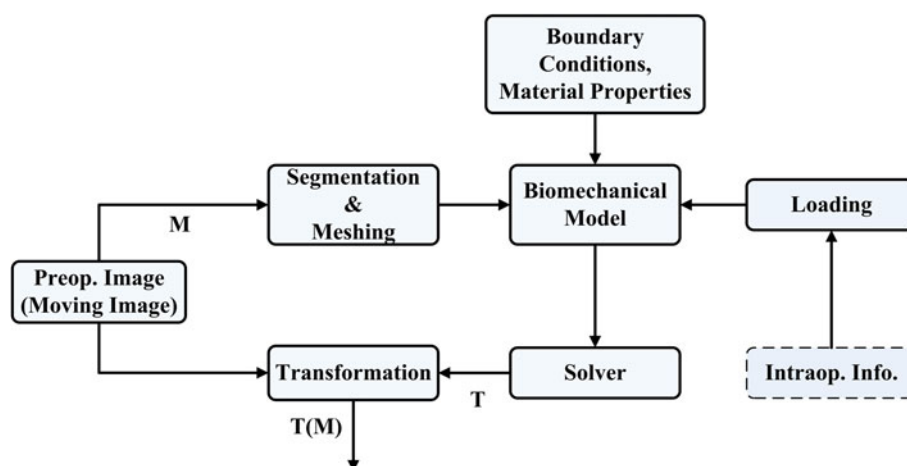 Boundary
Conditions,
Material Properties
Segmentation
&
Meshing
Biomechanical
Model
Loading
M
Preop. Image
(Moving Image)
Transformation
Solver
Intraop. Info.
T
T(M)